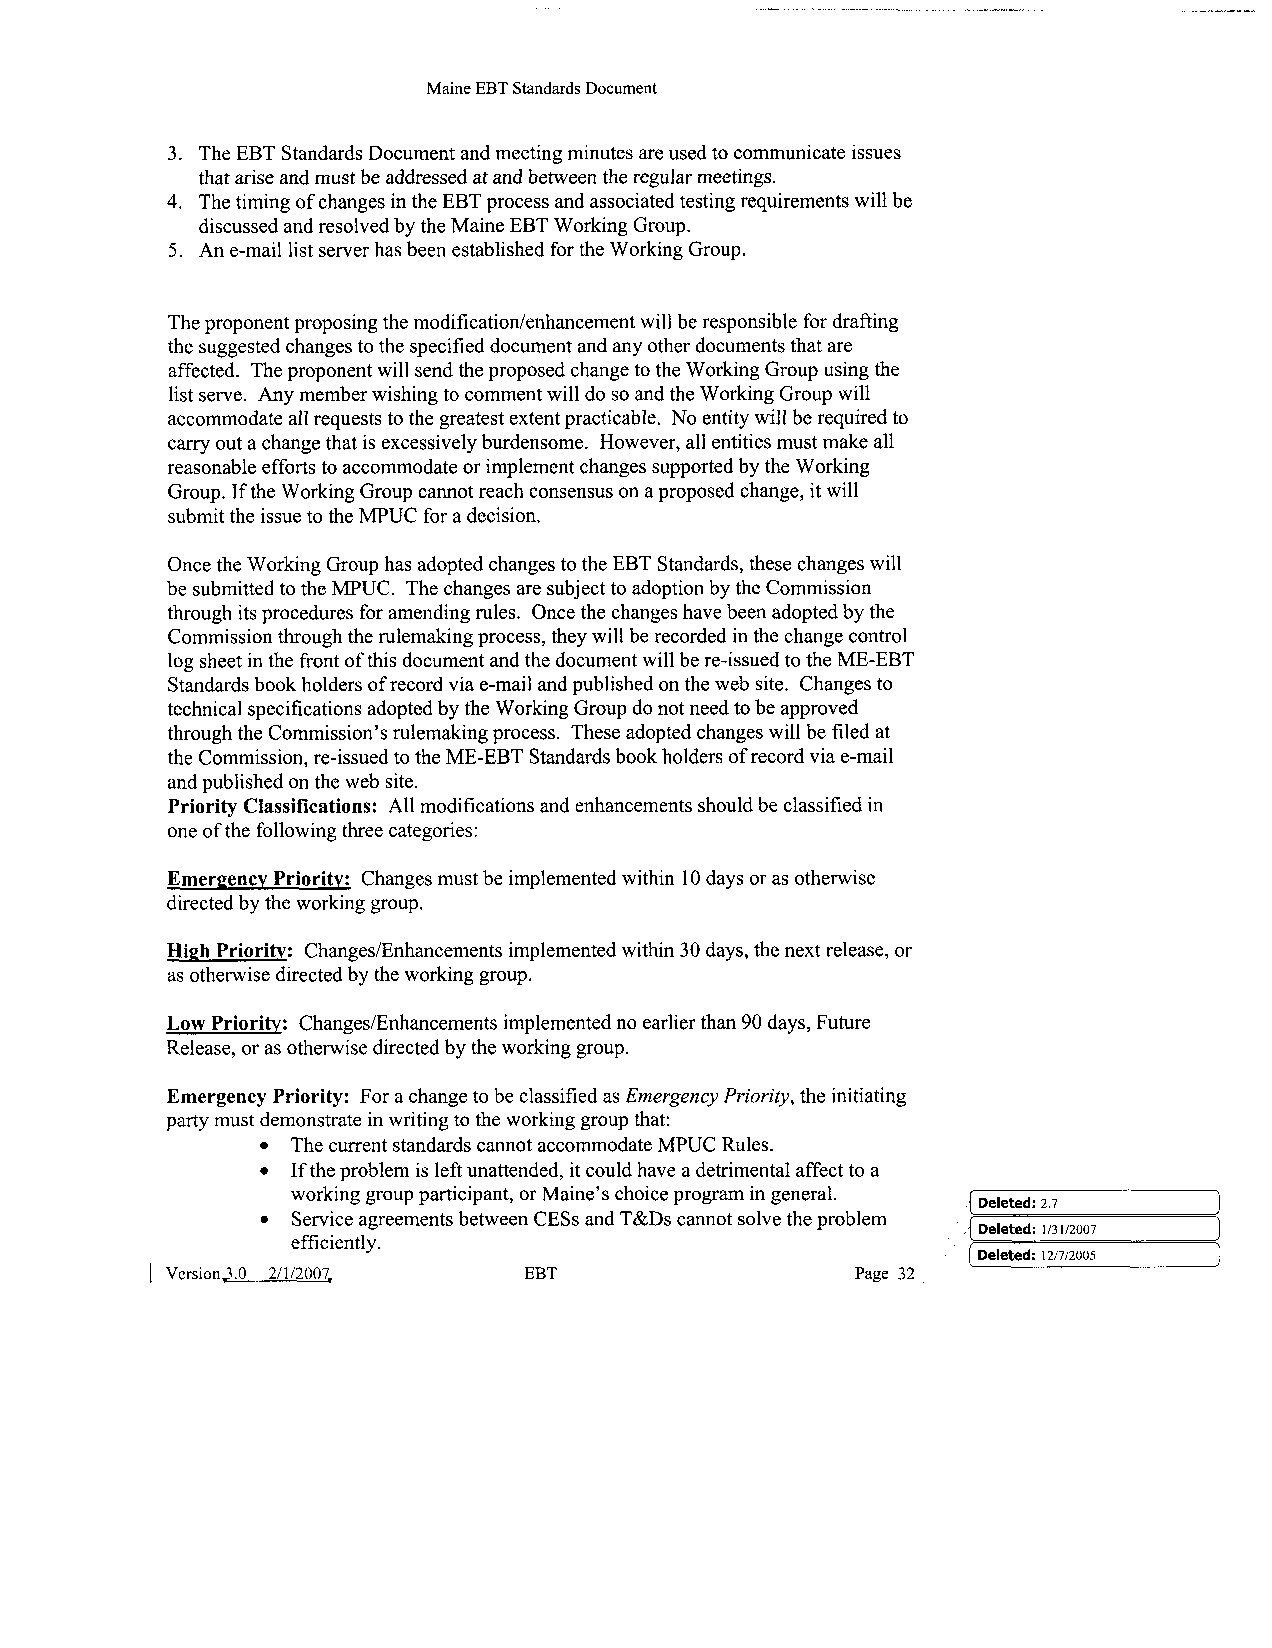 Maine EBT Standards Document
3. The EBT Standards Document and meeting minutes are used to communicate issues
that arise and must be addressed at and between the regular meetings.
4. The timing of changes in the EBT process and associated testing requirements will be
discussed and resolved by the Maine EBT Working Group.
5. An e-mail list server has been established for the Working Group.
The proponent proposing the modification/enhancement will be responsible for drafting
the suggested changes to the specified document and any other documents that are
affected. The proponent will send the proposed change to the Working Group using the
list serve. Any member wishing to comment will do so and the Working Group will
accommodate all requests to the greatest extent practicable. No entity will be required to
carry out a change that is excessively burdensome. However, all entities must make all
reasonable efforts to accommodate or implement changes supported by the Working
Group. If the Working Group cannot reach consensus on a proposed change, it will
submit the issue to the MPUC for a decision.
Once the Working Group has adopted changes to the EBT Standards, these changes will
be submitted to the MPUC. The changes are subject to adoption by the Commission
through its procedures for amending rules. Once the changes have been adopted by the
Commission through the rulemaking process, they will be recorded in the change control
log sheet in the front of this document and the document will be re-issued to the ME-EBT
Standards book holders of record via e-mail and published on the web site. Changes to
technical specifications adopted by the Working Group do not need to be approved
through the Commission's rulemaking process. These adopted changes will be filed at
the Commission, re-issued to the ME-EBT Standards book holders of record via e-mail
and published on the web site.
Priority Classifications: All modifications and enhancements should be classified in
one of the following three categories:
Emergency Priority: Changes must be implemented within 10 days or as otherwise
directed by the working group.
High Priority: Changes/Enhancements implemented within 30 days, the next release, or
as otherwise directed by the working group.
Low Priority: Changes/Enhancements implemented no earlier than 90 days, Future
Release, or as otherwise directed by the working group.
Emergency Priority: For a change to be classified as Emergency Priority, the initiating
party must demonstrate in writing to the working group that:
• The current standards cannot accommodate MPUC Rules.
• If the problem is left unattended, it could have a detrimental affect to a
working group participant, or Maine's choice program in general.
• Service agreements between CESs and T&Ds cannot solve the problem
efficiently.
Deleted: 2.7
Deleted: 1/31/2007
Deleted: 12/7/2005
Version 3.0 2/1/2007 EBT Page 32